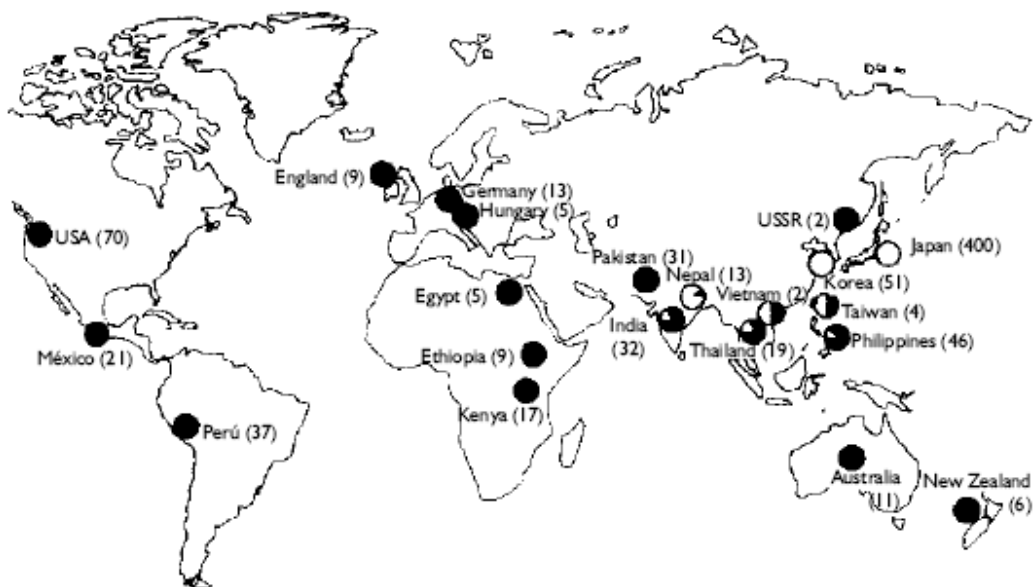 England (9)
Germany (13)
Hungary (5)
USA (70)
USSR (2)
Japan (400)
Pakistan (31)
Nepal (13)
Korea (51)
Egypt (5)
Vietnam (2)
Taiwan (4)
India
(32)
Thailand (19)
Philippines (46)
México (21)
Ethiopia (9)
Kenya (17)
Perú (37)
Australia
(11)
New Zealand
(6)